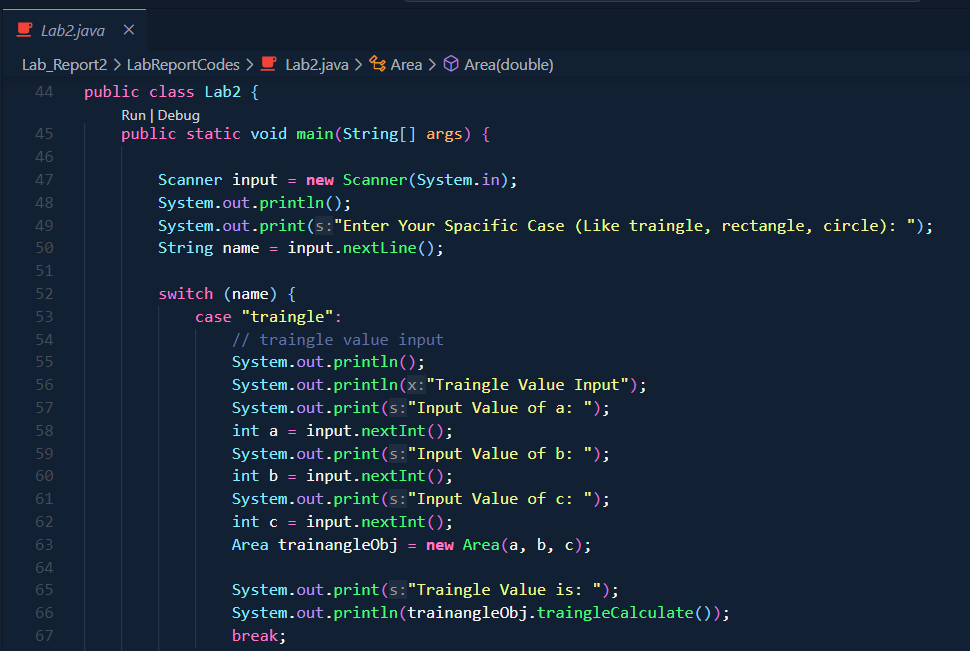 Lab2.java ×
Lab_Report2 > LabReportCodes > Lab2.java > Area > Area(double)
44 public class Lab2 {
Run | Debug
45 public static void main(String[] args) {
46
47 Scanner input = new Scanner(System.in);
48 System.out.println();
49 System.out.print(s:"Enter Your Spacific Case (Like traingle, rectangle, circle): ");
50 String name = input.nextLine();
51
52 switch (name) {
53 case "traingle":
54 // traingle value input
55 System.out.println();
56 System.out.println(x:"Traingle Value Input");
57 System.out.print(s:"Input Value of a: ");
58 int a = input.nextInt();
59 System.out.print(s:"Input Value of b: ");
60 int b = input.nextInt();
61 System.out.print(s:"Input Value of c: ");
62 int c = input.nextInt();
63 Area trainangleObj = new Area(a, b, c);
64
65 System.out.print(s:"Traingle Value is: ");
66 System.out.println(trainangleObj.traingleCalculate());
67 break;